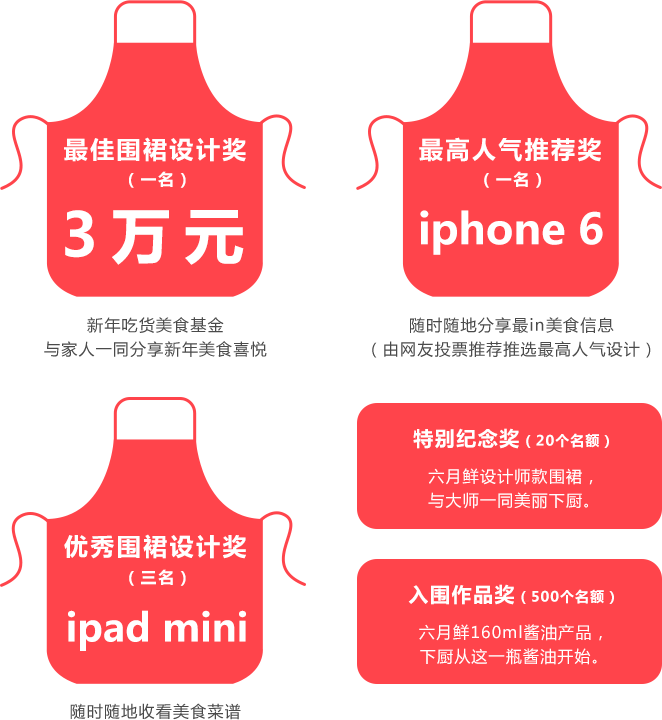 最佳围裙设计奖
（一名）
3万元
新年吃货美食基金
与家人一同分享新年美食喜悦
最高人气推荐奖
（一名）
iphone 6
随时随地分享最in美食信息
（由网友投票推荐推选最高人气设计）
优秀围裙设计奖
（三名）
ipad mini
随时随地收看美食菜谱
特别纪念奖（20个名额）
六月鲜设计师款围裙，
与大师一同美丽下厨。
入围作品奖（500个名额）
六月鲜160ml酱油产品，
下厨从这一瓶酱油开始。